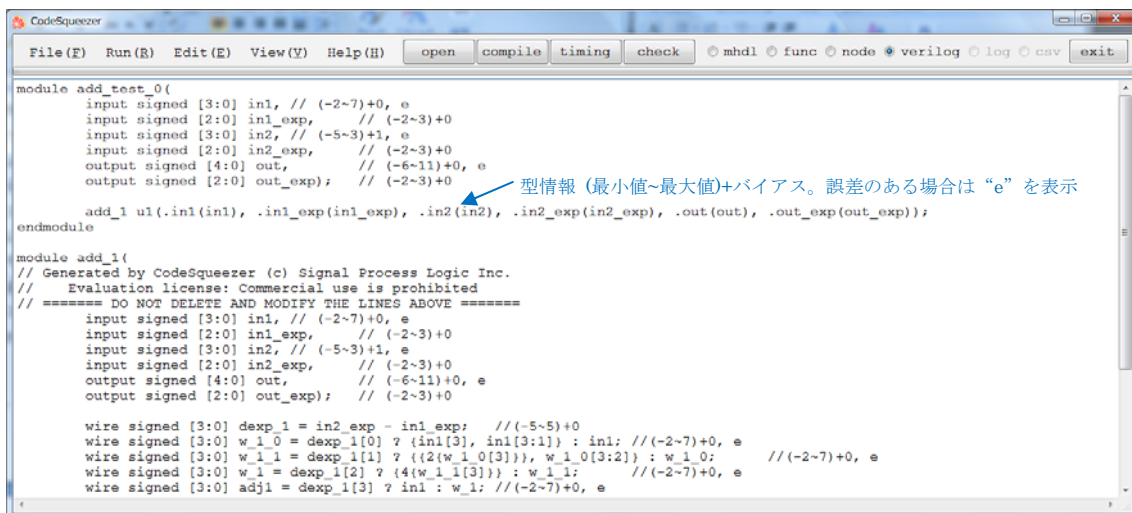 CodeSqueezer
File(F) Run(R) Edit(E) View(V) Help(H) open compile timing check mhdl func node verilog log csv exit
module add_test_0(
input signed [3:0] in1, // (-2~7)+0, e
input signed [2:0] in1_exp, // (-2~3)+0
input signed [3:0] in2, // (-5~3)+1, e
input signed [2:0] in2_exp, // (-2~3)+0
output signed [4:0] out, // (-6~11)+0, e
output signed [2:0] out_exp); // (-2~3)+0
型情報 (最小値~最大値)+バイアス。誤差のある場合は“e”を表示
add_1 u1(.in1(in1), .in1_exp(in1_exp), .in2(in2), .in2_exp(in2_exp), .out(out), .out_exp(out_exp));
endmodule
module add_1(
// Generated by CodeSqueezer (c) Signal Process Logic Inc.
// Evaluation license: Commercial use is prohibited
// ======= DO NOT DELETE AND MODIFY THE LINES ABOVE =======
input signed [3:0] in1, // (-2~7)+0, e
input signed [2:0] in1_exp, // (-2~3)+0
input signed [3:0] in2, // (-5~3)+1, e
input signed [2:0] in2_exp, // (-2~3)+0
output signed [4:0] out, // (-6~11)+0, e
output signed [2:0] out_exp); // (-2~3)+0
wire signed [3:0] dexp_1 = in2_exp - in1_exp; //(-5~5)+0
wire signed [3:0] w_1_0 = dexp_1[0] ? {in1[3], in1[3:1]} : in1; //(-2~7)+0, e
wire signed [3:0] w_1_1 = dexp_1[1] ? {{2{w_1_0[3]}}, w_1_0[3:2]} : w_1_0; //(-2~7)+0, e
wire signed [3:0] w_1 = dexp_1[2] ? {4{w_1_1[3]}} : w_1_1; //(-2~7)+0, e
wire signed [3:0] adj1 = dexp_1[3] ? in1 : w_1; //(-2~7)+0, e